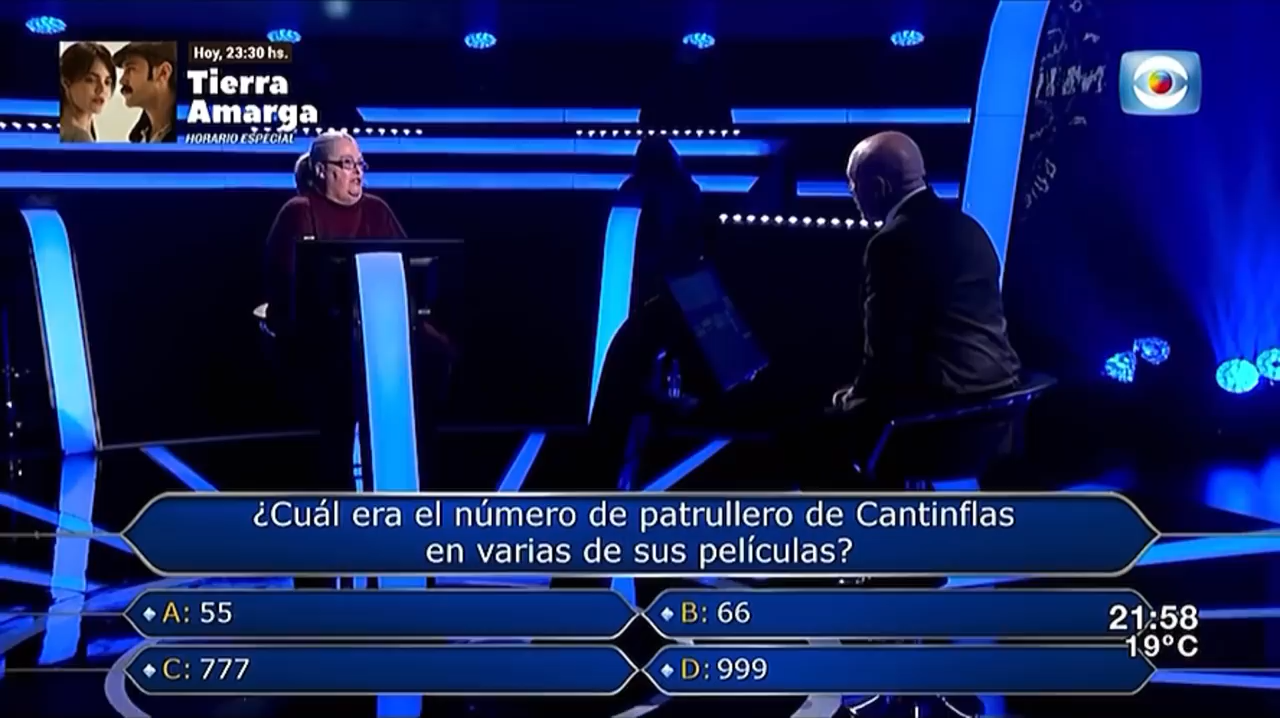 Hoy, 23:30 hs.
Tierra
Amarga
HORARIO ESPECIAL
¿Cuál era el número de patrullero de Cantinflas
en varias de sus películas?
A: 55
B: 66
C: 777
D: 999
21:58
19°C